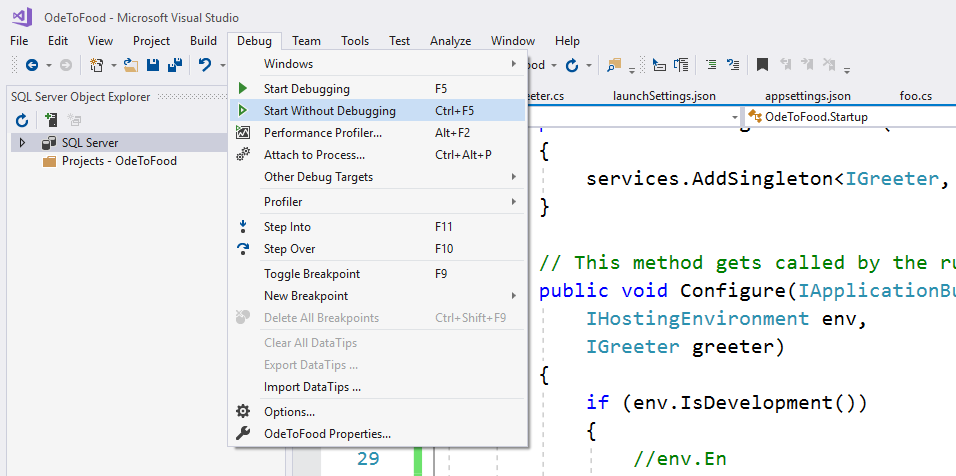 OdeToFood - Microsoft Visual Studio
File Edit View Project Build Debug Team Tools Test Analyze Window Help
SQL Server Object Explorer
SQL Server
Projects - OdeToFood
Windows
Start Debugging F5
Start Without Debugging Ctrl+F5
Performance Profiler... Alt+F2
Attach to Process... Ctrl+Alt+P
Other Debug Targets
Profiler
Step Into F11
Step Over F10
Toggle Breakpoint F9
New Breakpoint
Delete All Breakpoints Ctrl+Shift+F9
Clear All DataTips
Export DataTips ...
Import DataTips ...
Options...
OdeToFood Properties...
ood
eeter.cs launchSettings.json appsettings.json foo.cs
OdeToFood.Startup
{
services.AddSingleton<IGreeter,
}
// This method gets called by the ru
public void Configure(IApplicationBu
IHostingEnvironment env,
IGreeter greeter)
{
if (env.IsDevelopment())
{
29 //env.En